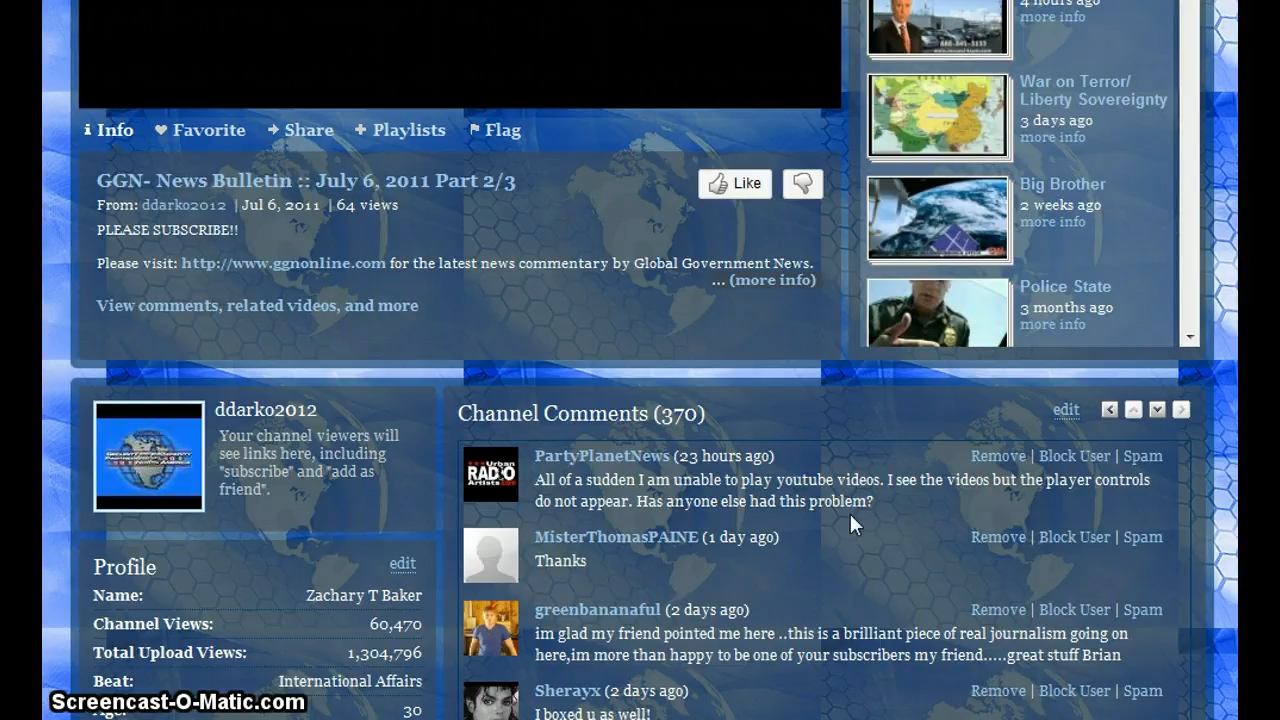 4 hours ago
more info
War on Terror/
Liberty Sovereignty
3 days ago
more info
Big Brother
2 weeks ago
more info
Police State
3 months ago
more info
Info Favorite Share Playlists Flag
GGN- News Bulletin :: July 6, 2011 Part 2/3
Like
From: ddarko2012 | Jul 6, 2011 | 64 views
PLEASE SUBSCRIBE!!
Please visit: http://www.ggnonline.com for the latest news commentary by Global Government News.
... (more info)
View comments, related videos, and more
ddarko2012
Your channel viewers will
see links here, including
"subscribe" and "add as
friend".
Profile edit
Name: Zachary T Baker
Channel Views: 60,470
Total Upload Views: 1,304,796
Beat: International Affairs
Age: 30
Channel Comments (370) edit
Urban
RADIO
Artists
PartyPlanetNews (23 hours ago) Remove | Block User | Spam
All of a sudden I am unable to play youtube videos. I see the videos but the player controls
do not appear. Has anyone else had this problem?
MisterThomasPAINE (1 day ago) Remove | Block User | Spam
Thanks
greenbananaful (2 days ago) Remove | Block User | Spam
im glad my friend pointed me here ..this is a brilliant piece of real journalism going on
here,im more than happy to be one of your subscribers my friend.....great stuff Brian
Sherayx (2 days ago) Remove | Block User | Spam
I boxed u as well!
Screencast-O-Matic.com